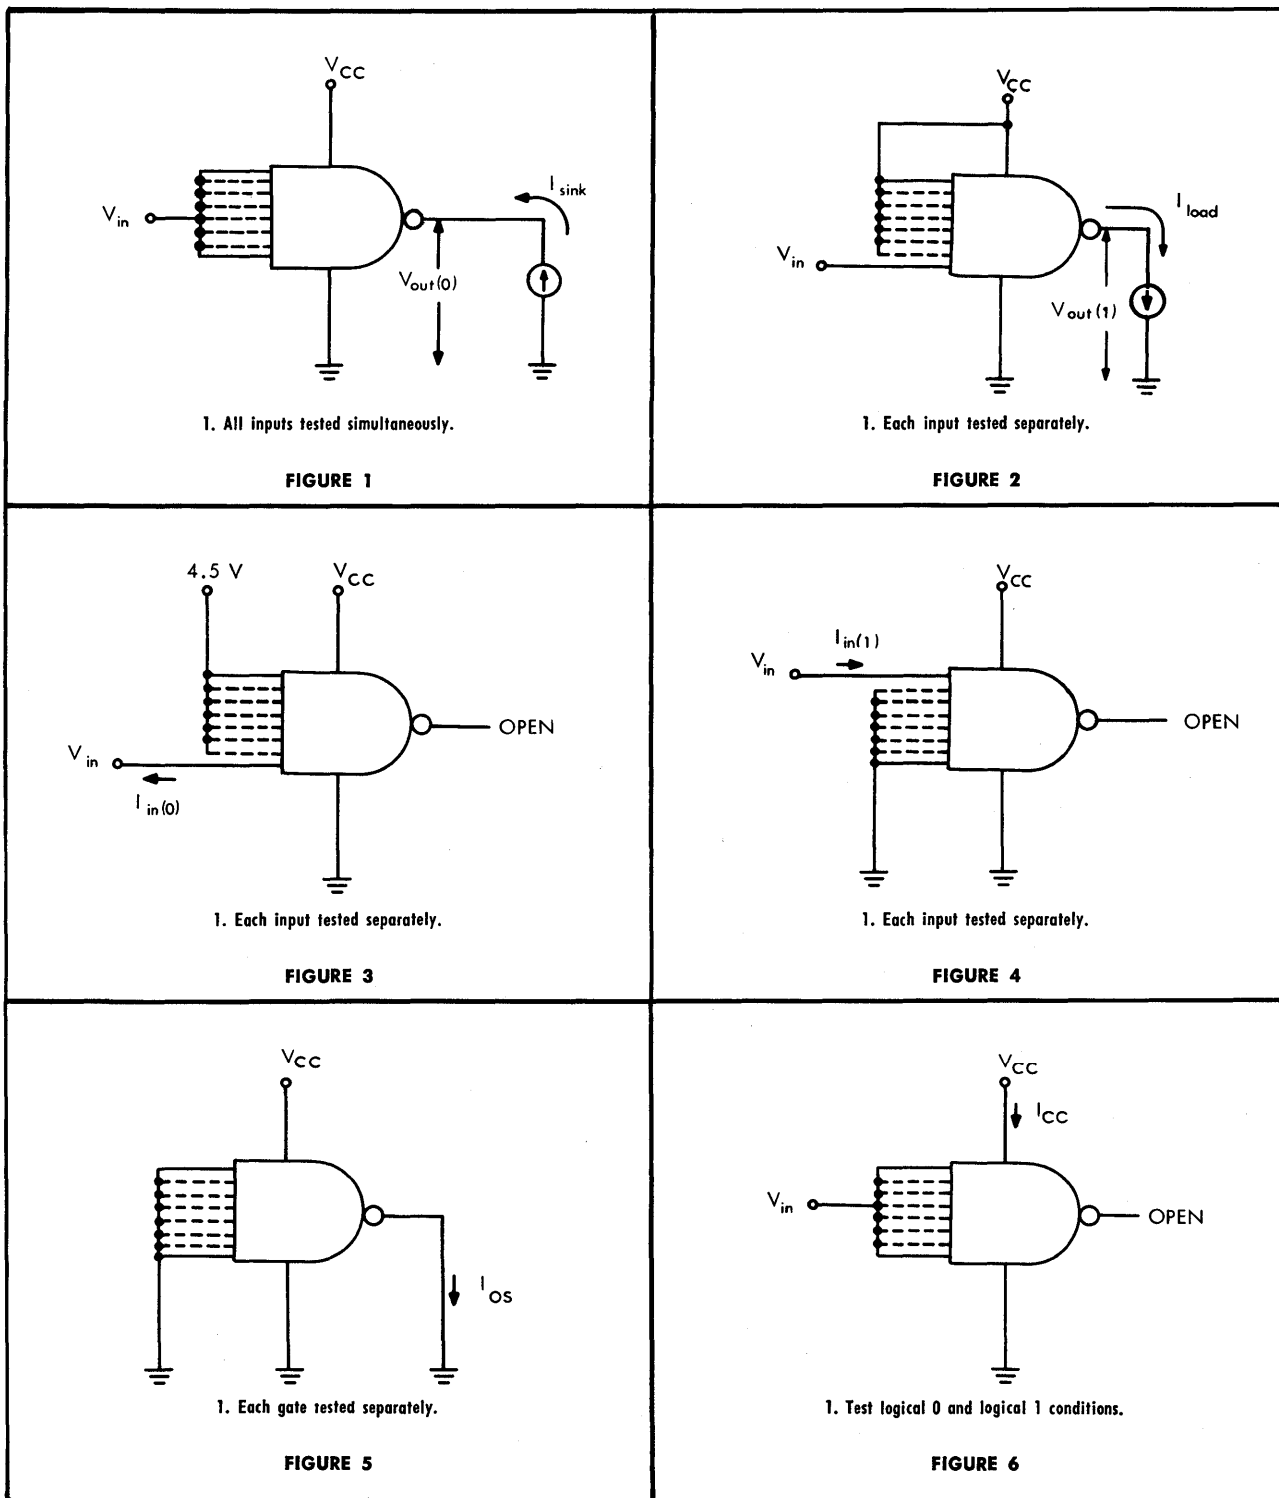 VCC
Vin
Isink
Vout(0)
1. All inputs tested simultaneously.
FIGURE 1
VCC
Vin
Iload
Vout(1)
1. Each input tested separately.
FIGURE 2
4.5 V
VCC
OPEN
Vin
Iin(0)
1. Each input tested separately.
FIGURE 3
VCC
Iin(1)
Vin
OPEN
1. Each input tested separately.
FIGURE 4
VCC
IOS
1. Each gate tested separately.
FIGURE 5
VCC
ICC
Vin
OPEN
1. Test logical 0 and logical 1 conditions.
FIGURE 6